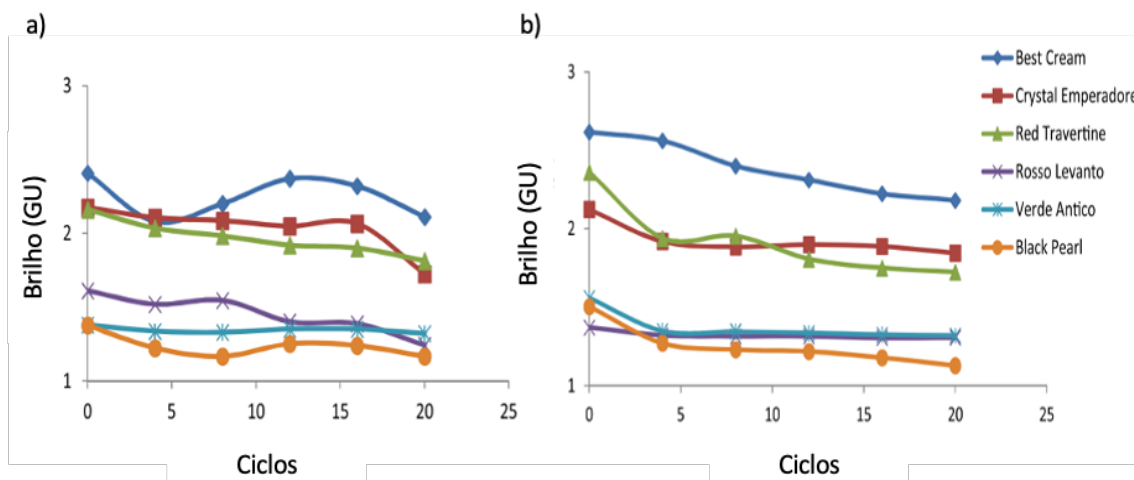 a)
3
2
1
Brilho (GU)
0 5 10 15 20 25
Ciclos
b)
3
2
1
Brilho (GU)
0 5 10 15 20 25
Ciclos
Best Cream
Crystal Emperadore
Red Travertine
Rosso Levanto
Verde Antico
Black Pearl